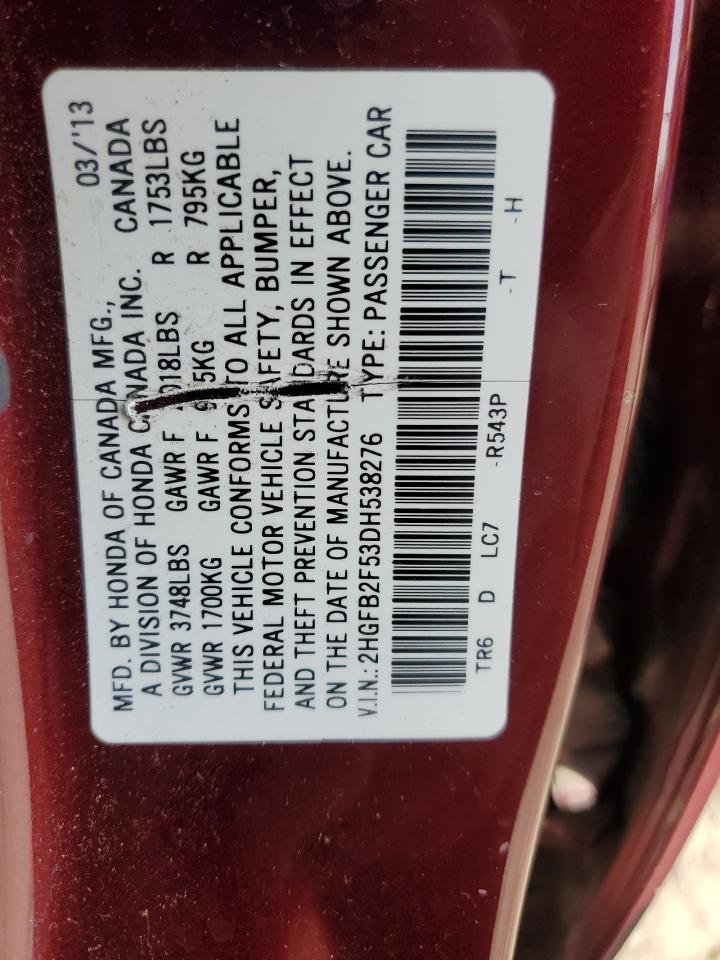 03/'13
MFD. BY HONDA OF CANADA MFG.,
A DIVISION OF HONDA CANADA INC. CANADA
GVWR 3748LBS GAWR F R 1753LBS
GVWR 1700KG GAWR F R 795KG
THIS VEHICLE CONFORMS TO ALL APPLICABLE
FEDERAL MOTOR VEHICLE SAFETY, BUMPER,
AND THEFT PREVENTION STANDARDS IN EFFECT
ON THE DATE OF MANUFACTURE SHOWN ABOVE.
V.I.N.: 2HGFB2F53DH538276 TYPE: PASSENGER CAR
TR6 D LC7 -R543P -T -H